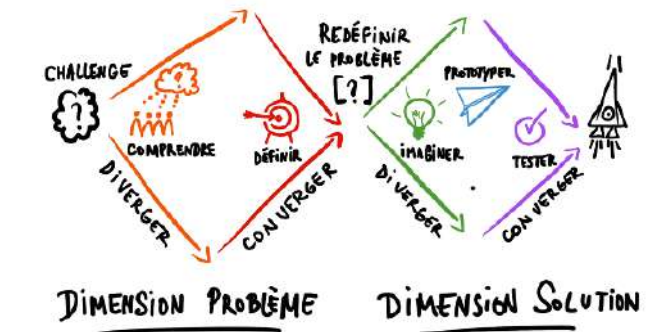 CHALLENGE
?
COMPRENDRE
DIVERGER
DÉFINIR
CONVERGER
REDÉFINIR
LE PROBLÈME
[?]
IMAGINER
PROTOTYPER
TESTER
DIVERGER
CONVERGER
DIMENSION PROBLÈME
DIMENSION SOLUTION